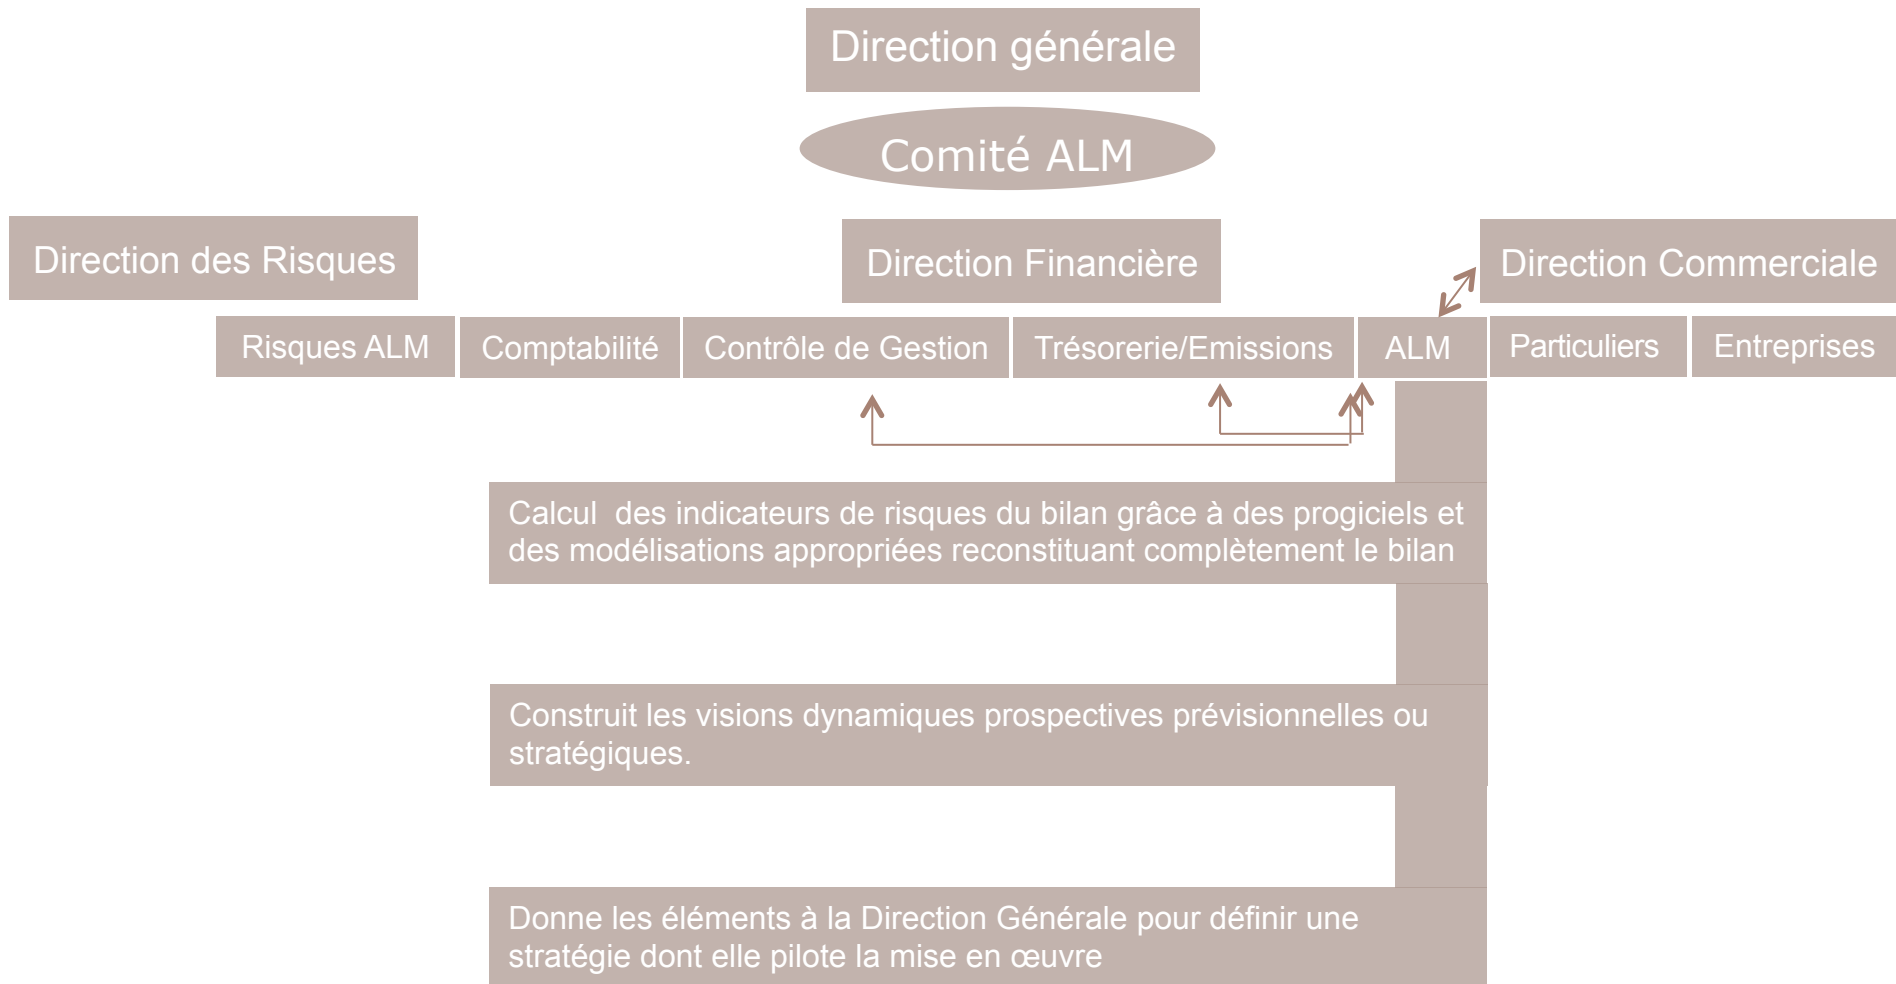 Direction générale
Comité ALM
Direction des Risques
Direction Financière
Direction Commerciale
Risques ALM
Comptabilité
Contrôle de Gestion
Trésorerie/Emissions
ALM
Particuliers
Entreprises
Calcul  des indicateurs de risques du bilan grâce à des progiciels et
des modélisations appropriées reconstituant complètement le bilan
Construit les visions dynamiques prospectives prévisionnelles ou
stratégiques.
Donne les éléments à la Direction Générale pour définir une
stratégie dont elle pilote la mise en œuvre